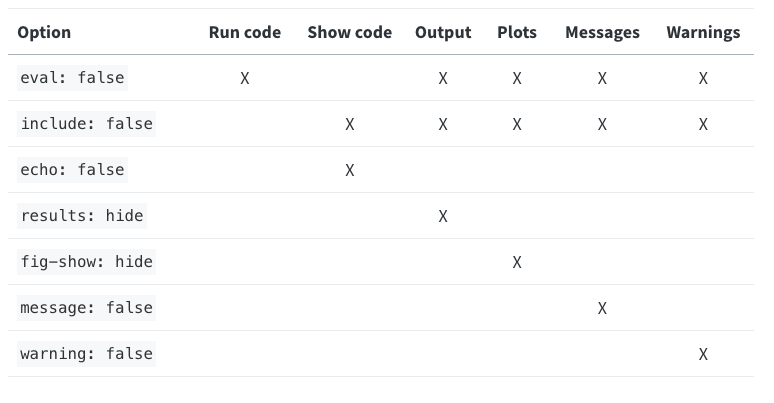 Option Run code Show code Output Plots Messages Warnings
eval: false X X X X X
include: false X X X X X
echo: false X
results: hide X
fig-show: hide X
message: false X
warning: false X